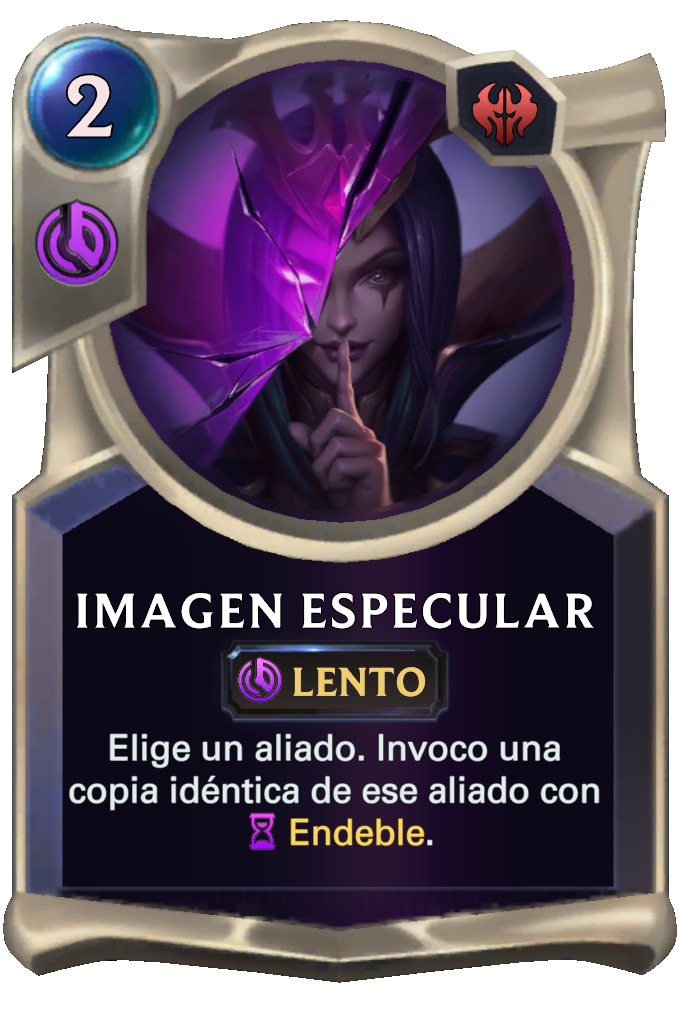 2
IMAGEN ESPECULAR
LENTO
Elige un aliado. Invoco una
copia idéntica de ese aliado con
Endeble.